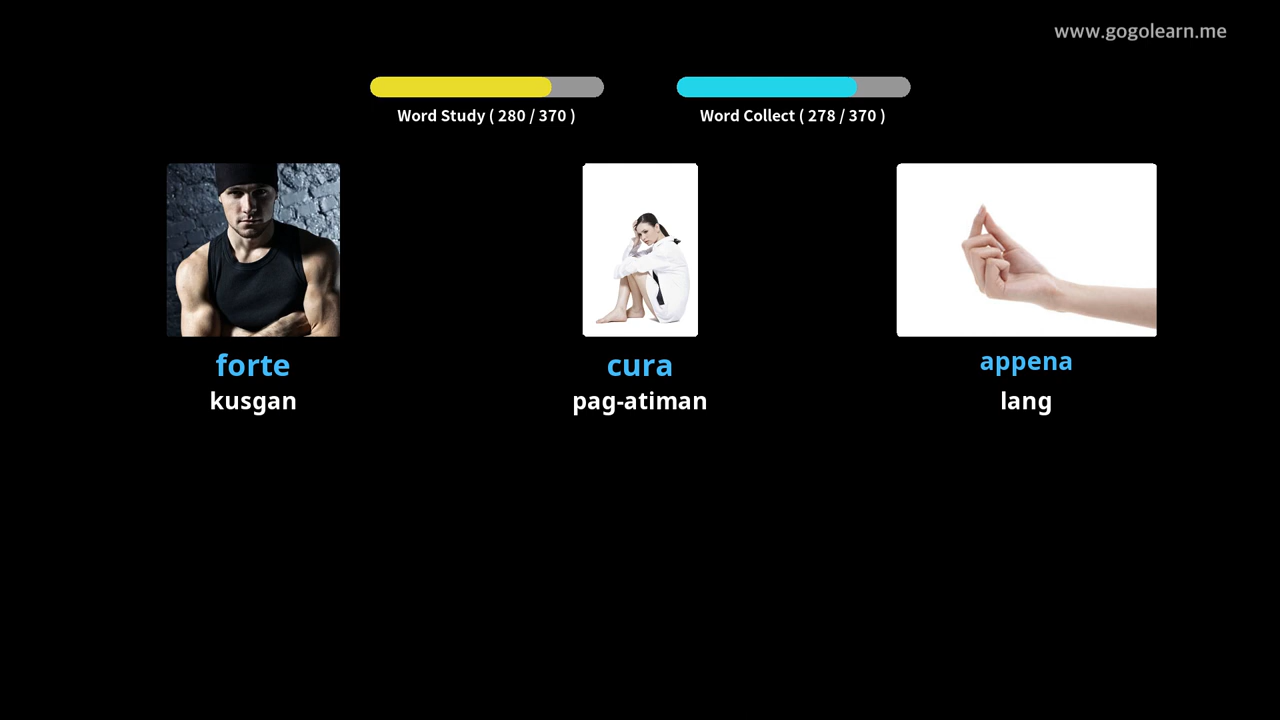 www.gogolearn.me
Word Study ( 280 / 370 )
Word Collect ( 278 / 370 )
forte
kusgan
cura
pag-atiman
appena
lang